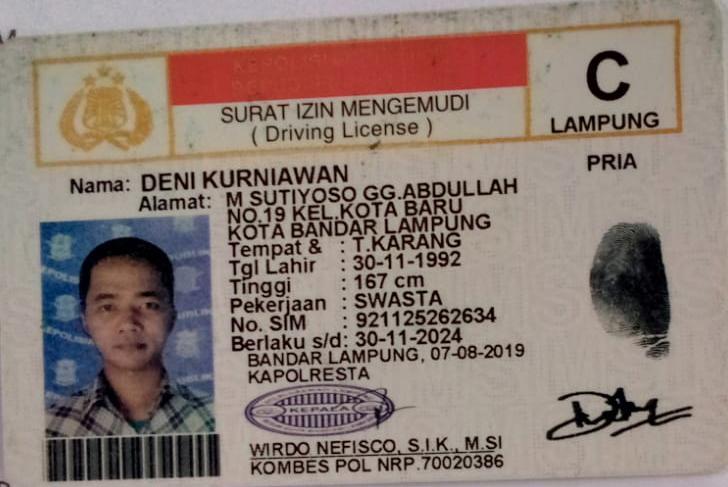 SURAT IZIN MENGEMUDI
( Driving License )
C
LAMPUNG
PRIA
Nama: DENI KURNIAWAN
Alamat: M SUTIYOSO GG.ABDULLAH
NO.19 KEL.KOTA BARU
KOTA BANDAR LAMPUNG
Tempat & : T.KARANG
Tgl Lahir : 30-11-1992
Tinggi : 167 cm
Pekerjaan : SWASTA
No. SIM : 921125262634
Berlaku s/d: 30-11-2024
BANDAR LAMPUNG, 07-08-2019
KAPOLRESTA
KEPALA
WIRDO NEFISCO, S.I.K., M.SI
KOMBES POL NRP.70020386